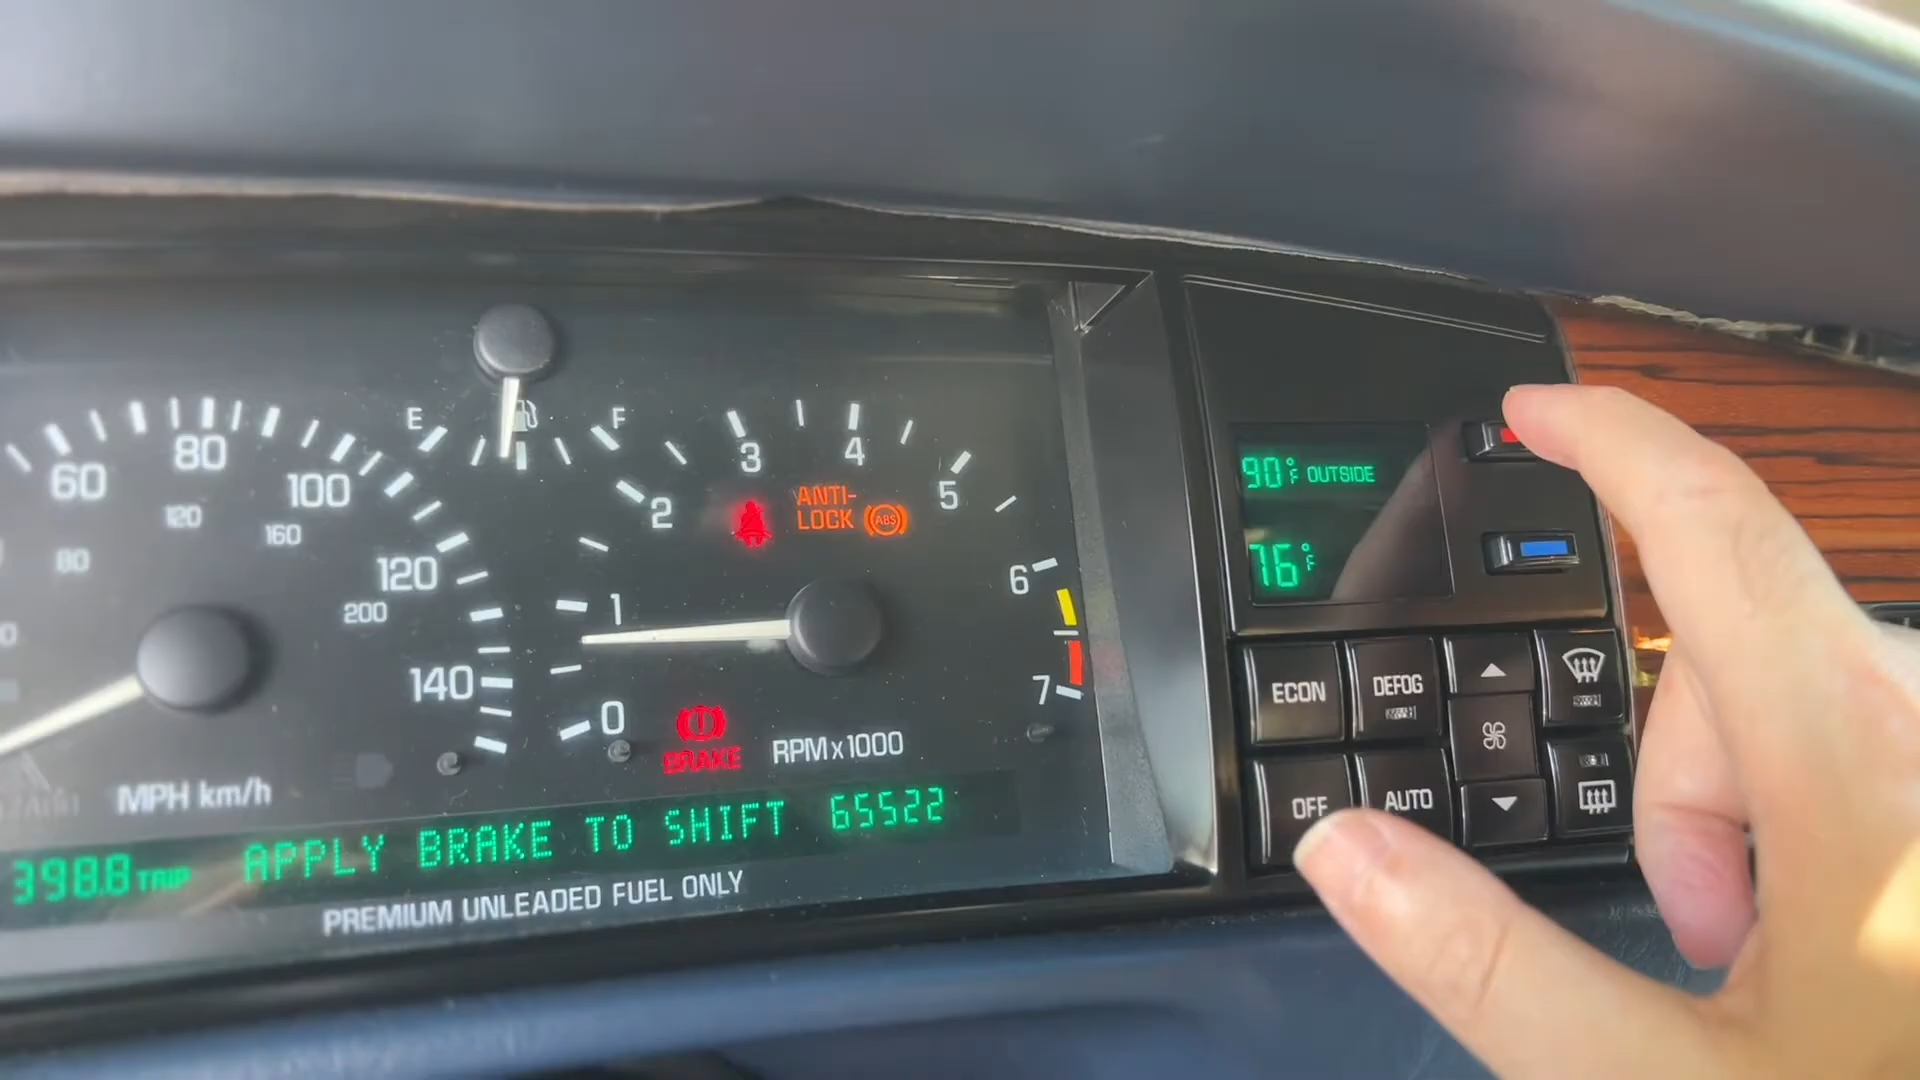 E F
60 80 100 120 140
80 120 160 200
0 1 2 3 4 5 6 7
ANTI-
LOCK ABS
BRAKE
RPM x 1000
MPH km/h
398.8 TRIP APPLY BRAKE TO SHIFT 65522
PREMIUM UNLEADED FUEL ONLY
90°F OUTSIDE
76°F
ECON DEFOG
OFF AUTO